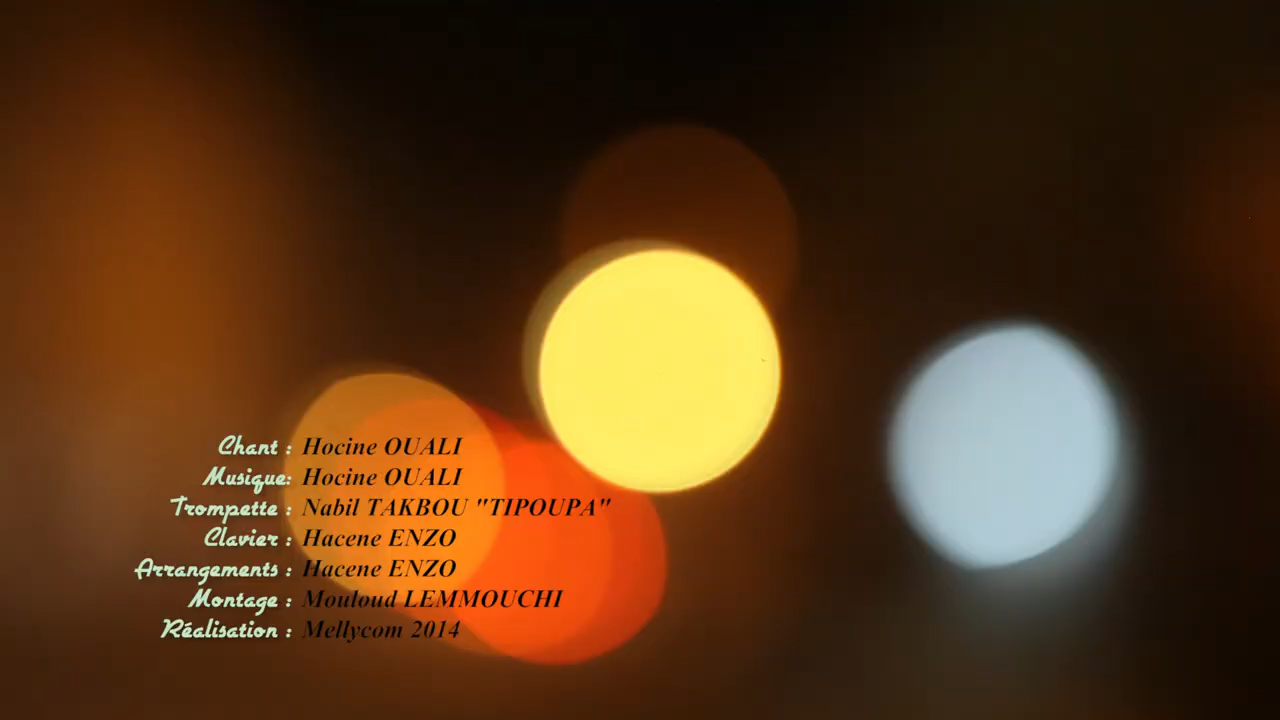 Chant : Hocine OUALI
Musique: Hocine OUALI
Trompette : Nabil TAKBOU "TIPOUPA"
Clavier : Hacene ENZO
Arrangements : Hacene ENZO
Montage : Mouloud LEMMOUCHI
Réalisation : Mellycom 2014